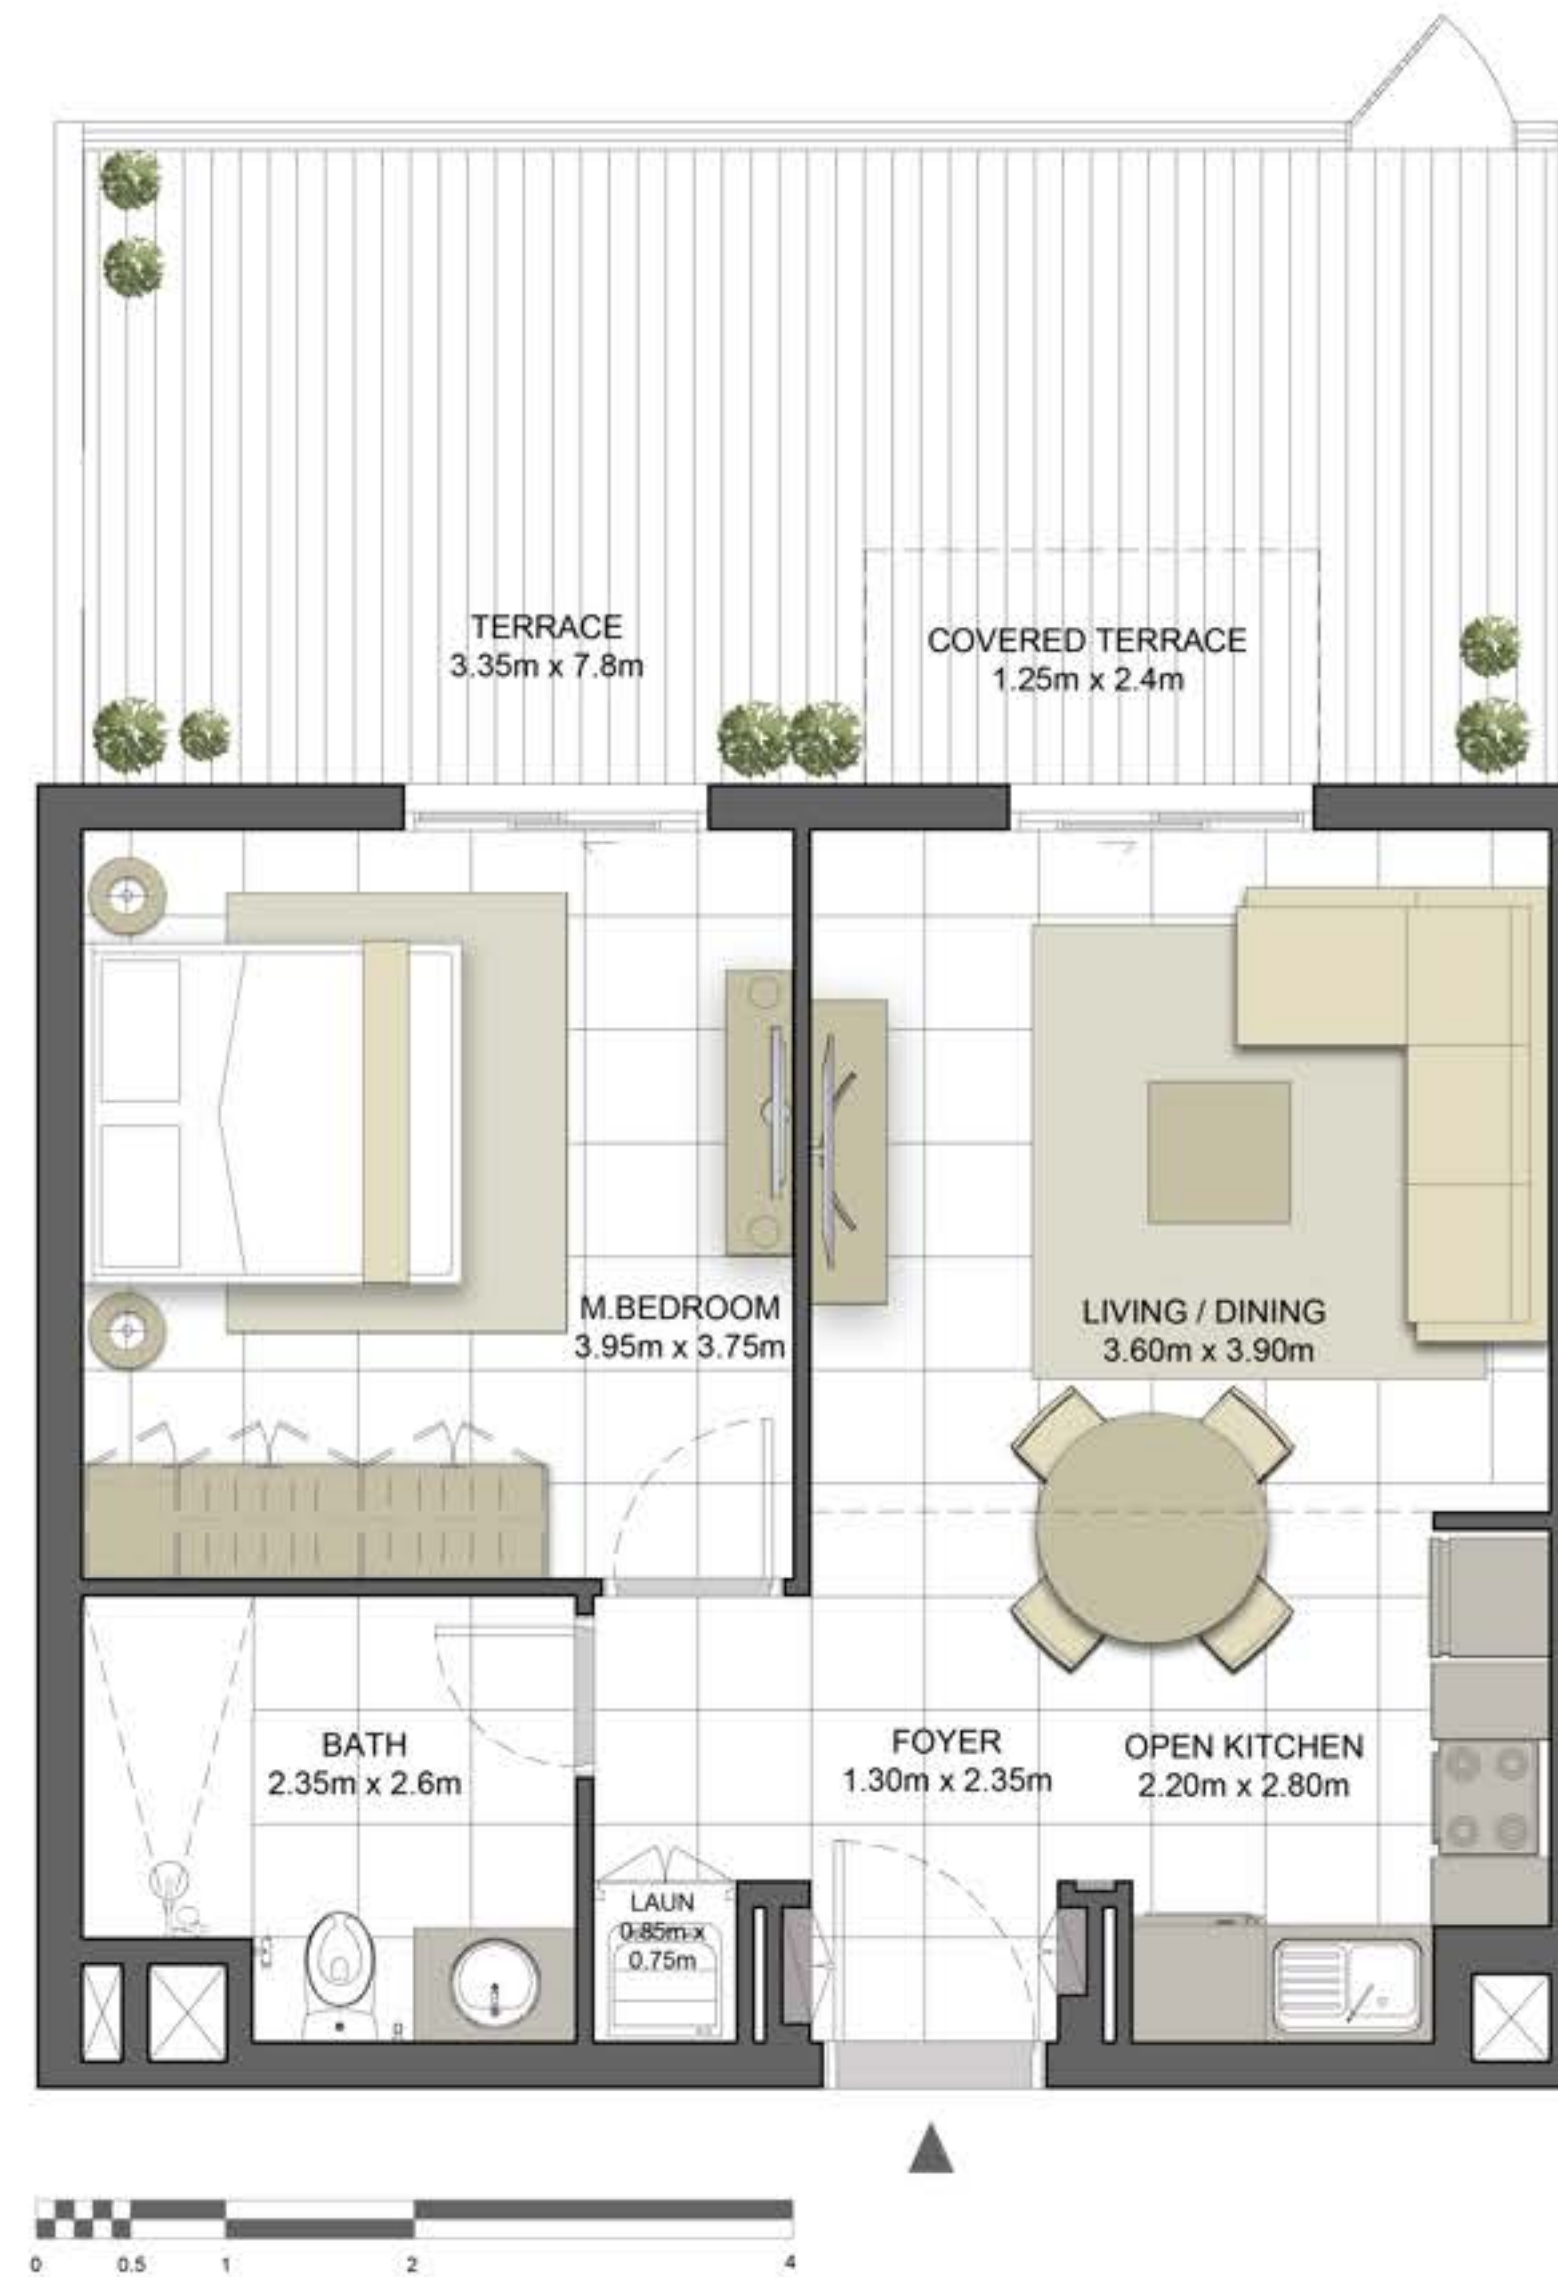 TERRACE
3.35m x 7.8m
COVERED TERRACE
1.25m x 2.4m
M.BEDROOM
3.95m x 3.75m
LIVING / DINING
3.60m x 3.90m
BATH
2.35m x 2.6m
FOYER
1.30m x 2.35m
OPEN KITCHEN
2.20m x 2.80m
LAUN
0.85m x
0.75m
0 0.5 1 2 4